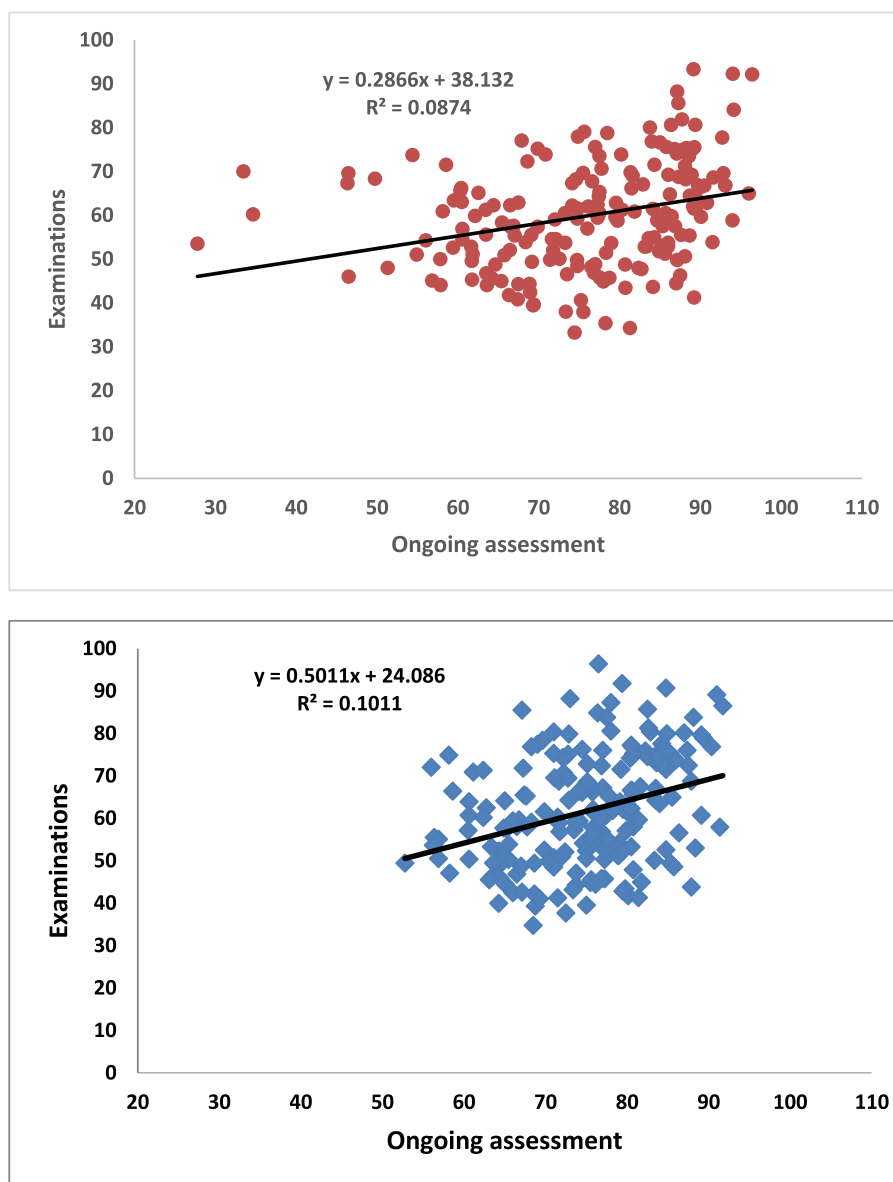 100
90
80
70
60
50
40
30
20
10
0
y = 0.2866x + 38.132
R² = 0.0874
Examinations
20 30 40 50 60 70 80 90 100 110
Ongoing assessment
100
90
80
70
60
50
40
30
20
10
0
y = 0.5011x + 24.086
R² = 0.1011
Examinations
20 30 40 50 60 70 80 90 100 110
Ongoing assessment